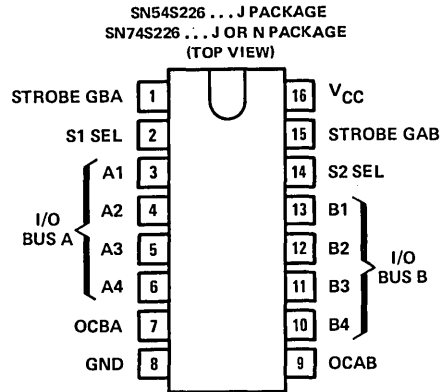 SN54S226 ... J PACKAGE
SN74S226 ... J OR N PACKAGE
(TOP VIEW)
STROBE GBA 1 16 VCC
S1 SEL 2 15 STROBE GAB
A1 3 14 S2 SEL
A2 4 13 B1
I/O BUS A
A3 5 12 B2
I/O BUS B
A4 6 11 B3
OCBA 7 10 B4
GND 8 9 OCAB